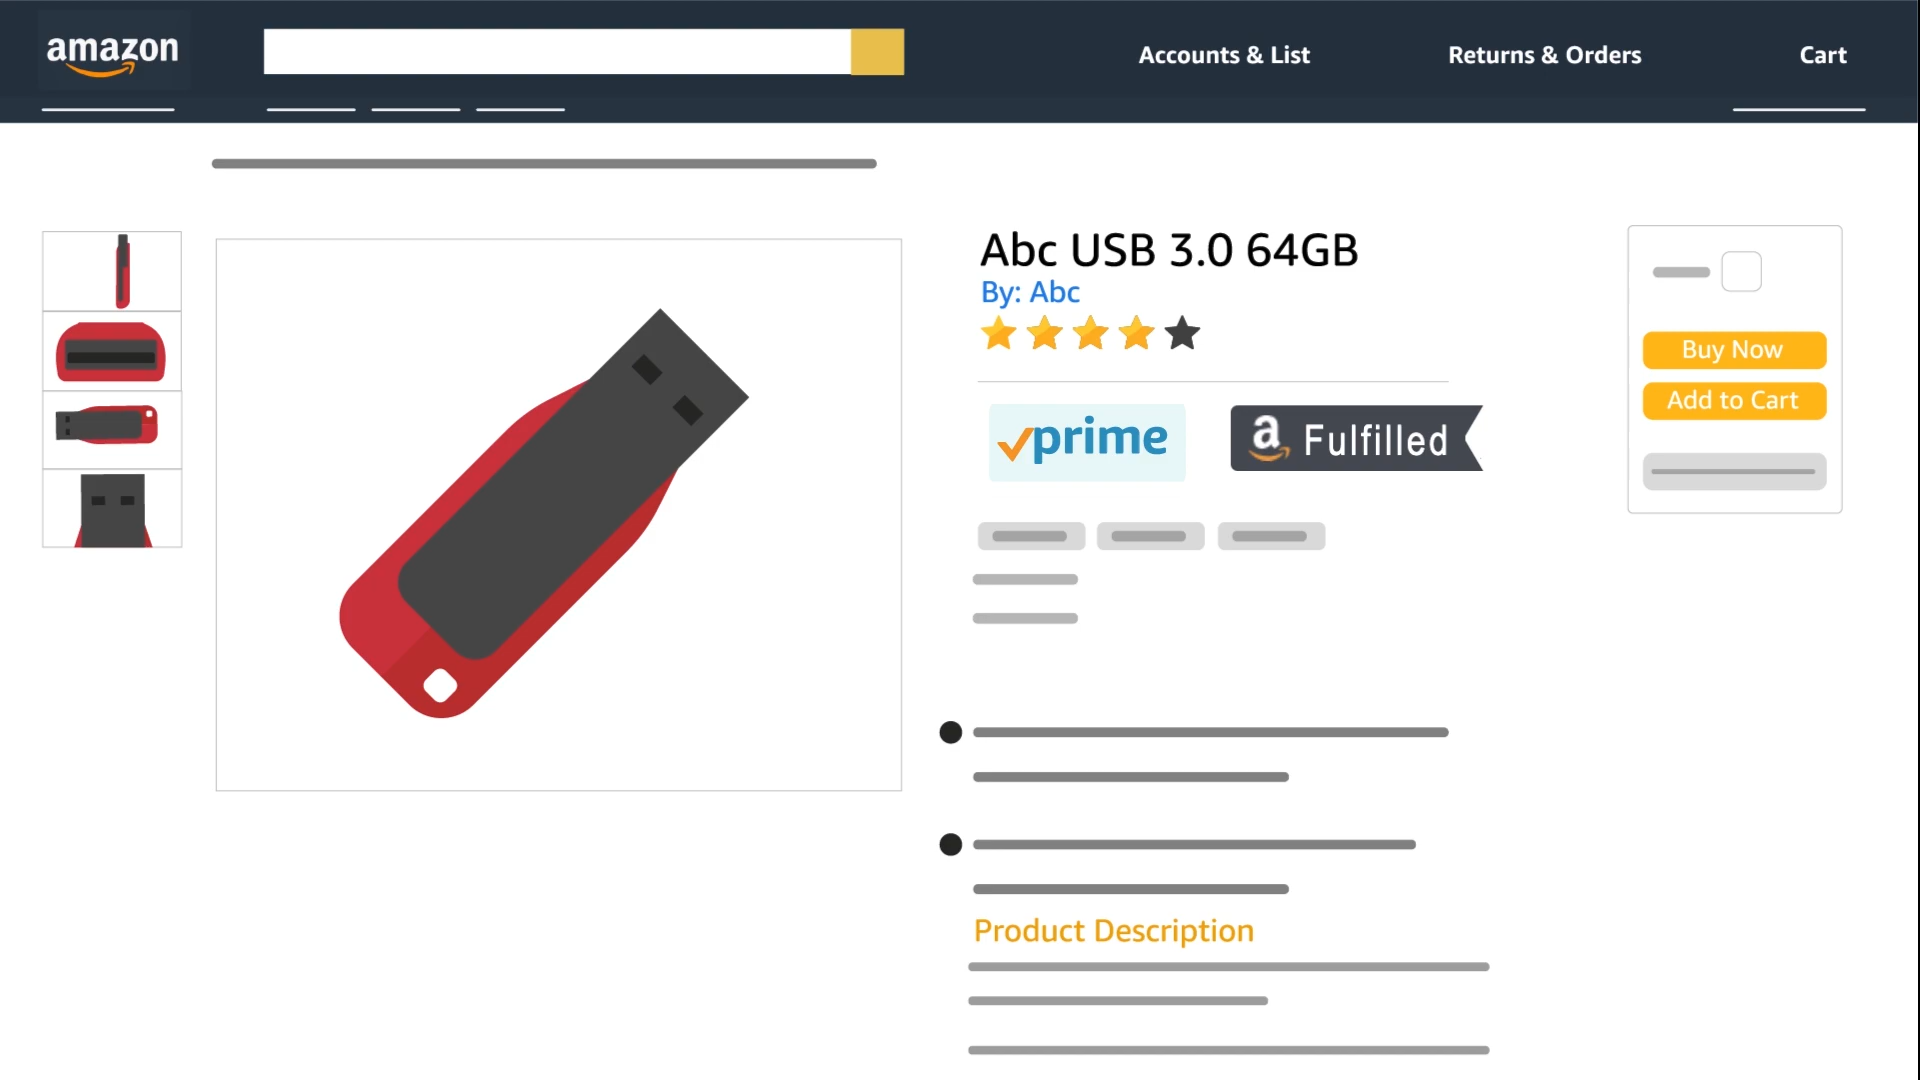 amazon
Accounts & List
Returns & Orders
Cart
Abc USB 3.0 64GB
By: Abc
prime
a Fulfilled
Buy Now
Add to Cart
Product Description